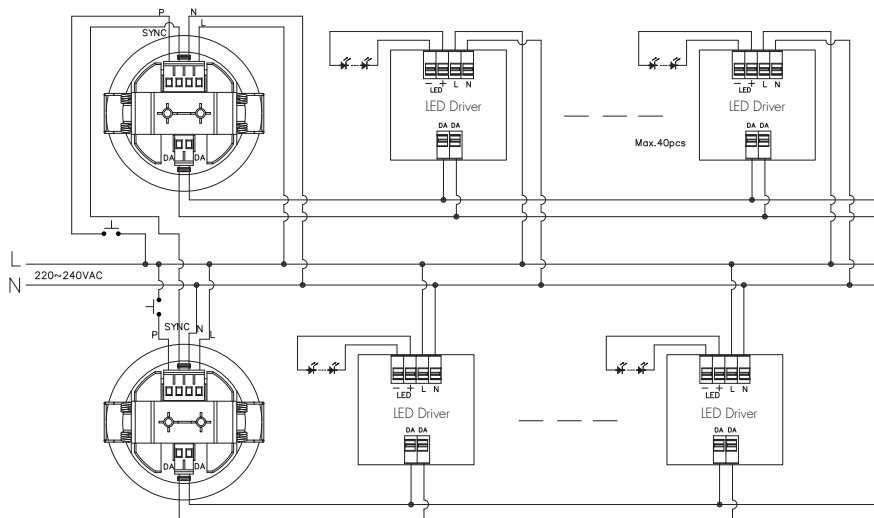 P N
SYNC L
DA DA
− + L N
LED
LED Driver
DA DA
− + L N
LED
LED Driver
DA DA
Max.40pcs
L
220~240VAC
N
SYNC N
P L
DA DA
− + L N
LED
LED Driver
DA DA
− + L N
LED
LED Driver
DA DA